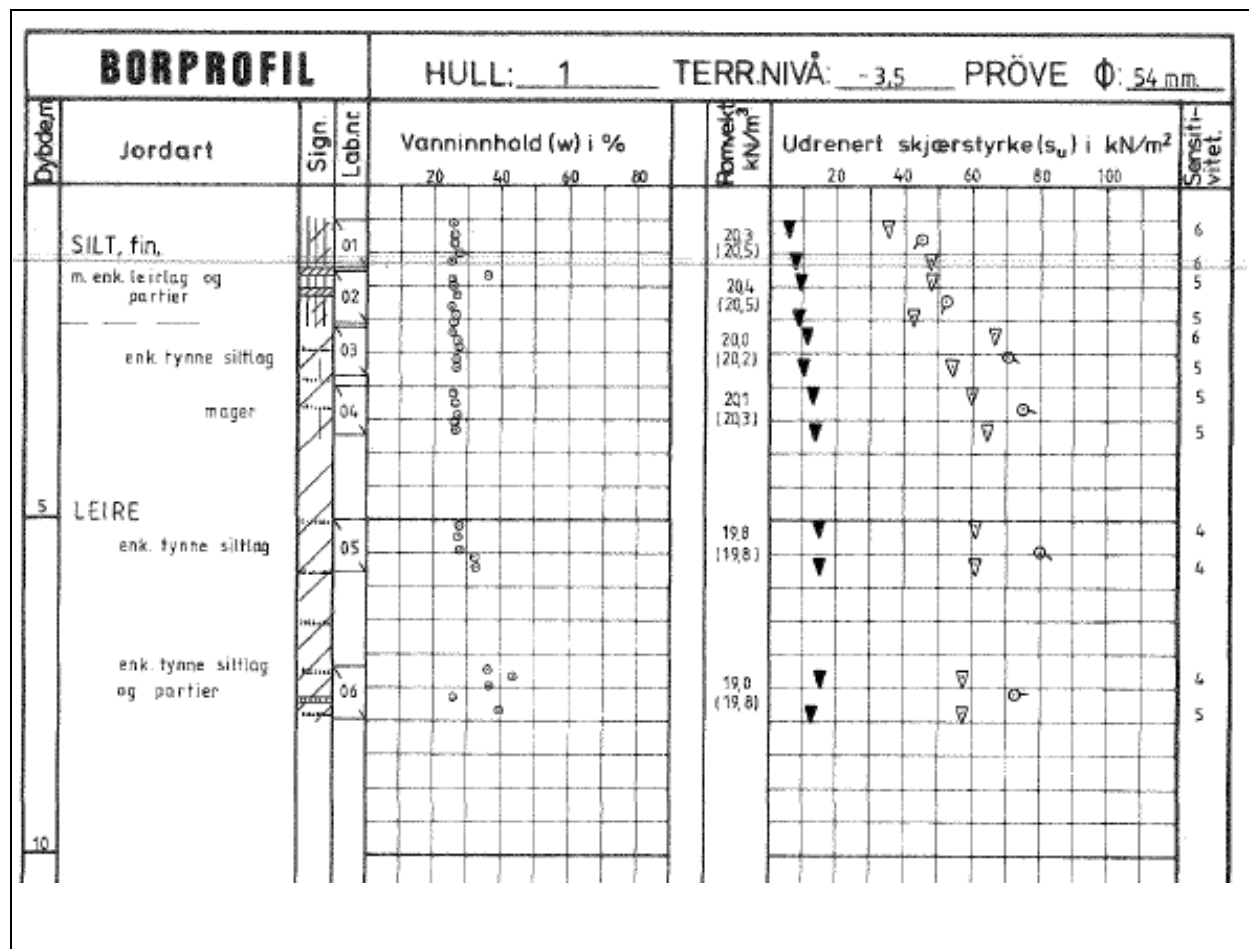 BORPROFIL
HULL: 1 TERR.NIVÅ: -3,5 PRÖVE Φ: 54 mm.
Dybde,m
Jordart
Sign.
Lab.nr.
Vanninnhold (w) i %
20 40 60 80
Romvekt kN/m³
Udrenert skjærstyrke (su) i kN/m²
20 40 60 80 100
Sensiti-
vitet.
SILT, fin,
m. enk. leirlag og
partier
enk. tynne siltlag
mager
5
LEIRE
enk. tynne siltlag
enk. tynne siltlag
og partier
10
01
02
03
04
05
06
20,3
(20,5)
20,4
(20,5)
20,0
(20,2)
20,1
(20,3)
19,8
(19,8)
19,0
(19,8)
6
6
5
5
6
5
5
5
4
4
4
5